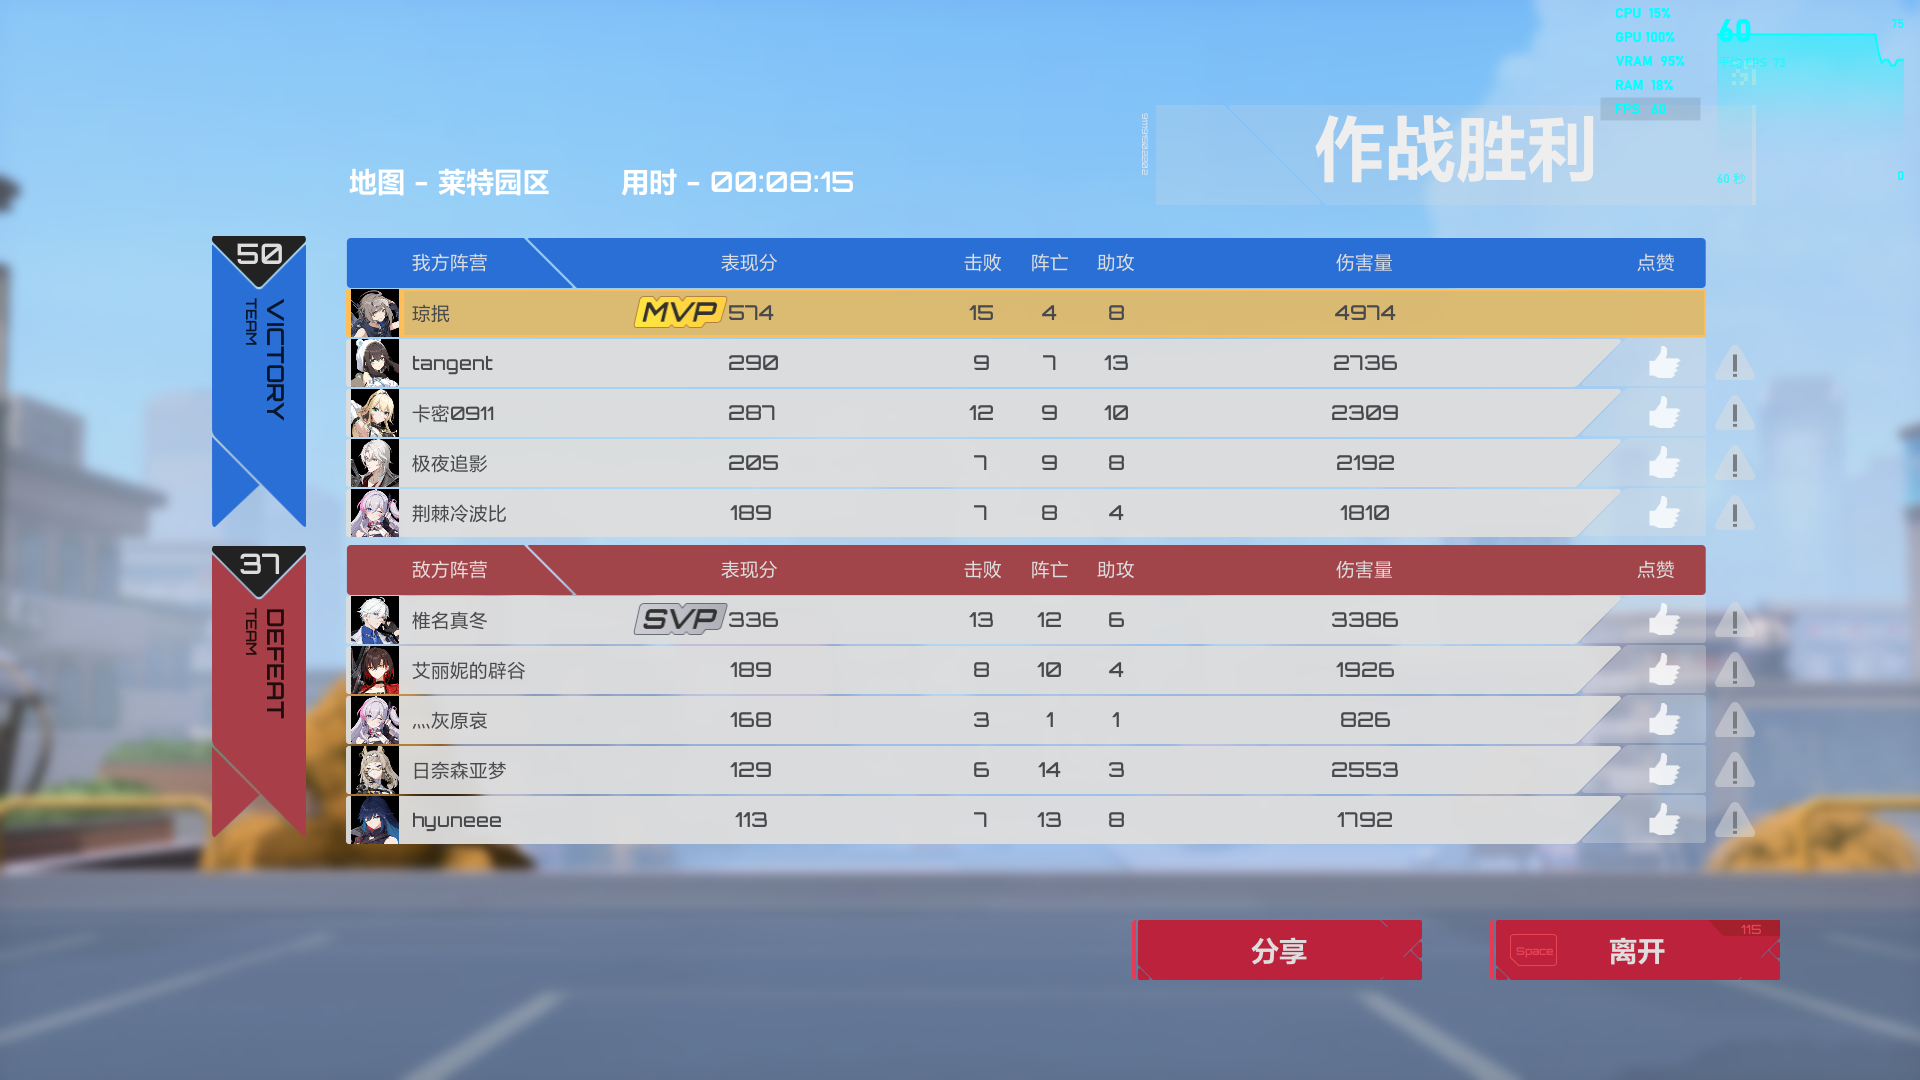 CPU 15%
GPU 100%
VRAM 95%
RAM 18%
FPS 60
60
75
60 秒
0
作战胜利
地图 - 莱特园区 用时 - 00:08:15
50
VICTORY
TEAM
我方阵营 表现分 击败 阵亡 助攻 伤害量 点赞
琼抿 MVP 574 15 4 8 4974
tangent 290 9 7 13 2736
卡密0911 287 12 9 10 2309
极夜追影 205 7 9 8 2192
荆棘冷波比 189 7 8 4 1810
37
DEFEAT
TEAM
敌方阵营 表现分 击败 阵亡 助攻 伤害量 点赞
椎名真冬 SVP 336 13 12 6 3386
艾丽妮的辟谷 189 8 10 4 1926
灬灰原哀 168 3 1 1 826
日奈森亚梦 129 6 14 3 2553
hyuneee 113 7 13 8 1792
分享
Space 离开 115